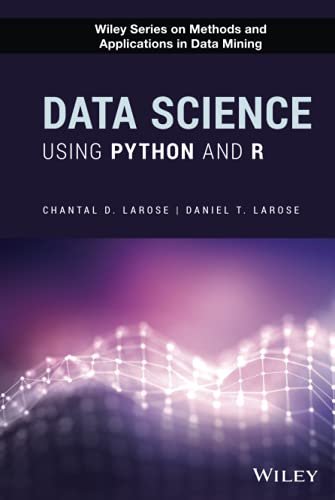 Wiley Series on Methods and
Applications in Data Mining
DATA SCIENCE
USING PYTHON AND R
CHANTAL D. LAROSE | DANIEL T. LAROSE
WILEY